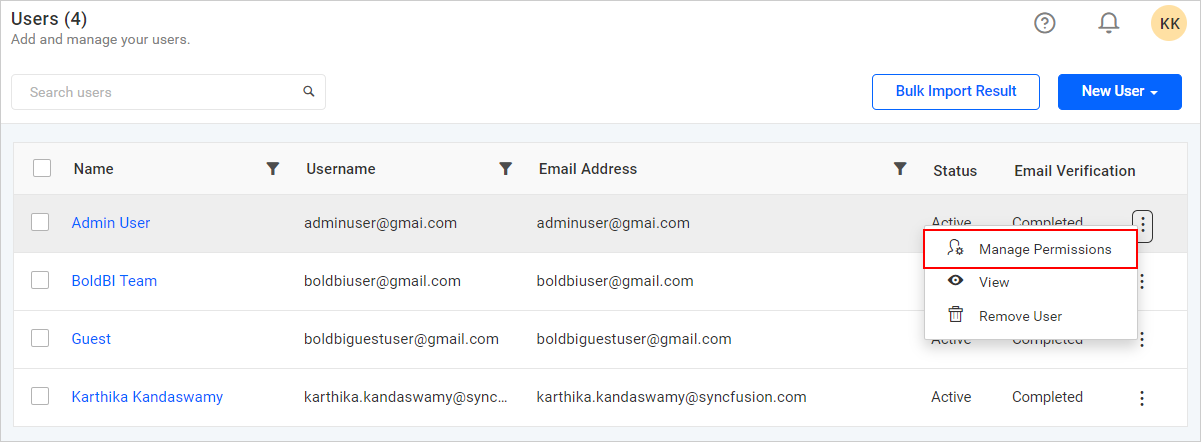 Users (4)
Add and manage your users.
KK
Search users
Bulk Import Result
New User
Name Username Email Address Status Email Verification
Admin User adminuser@gmai.com adminuser@gmai.com Active Completed
Manage Permissions
BoldBI Team boldbiuser@gmail.com boldbiuser@gmail.com
View
Remove User
Guest boldbiguestuser@gmail.com boldbiguestuser@gmail.com Active Completed
Karthika Kandaswamy karthika.kandaswamy@sync... karthika.kandaswamy@syncfusion.com Active Completed